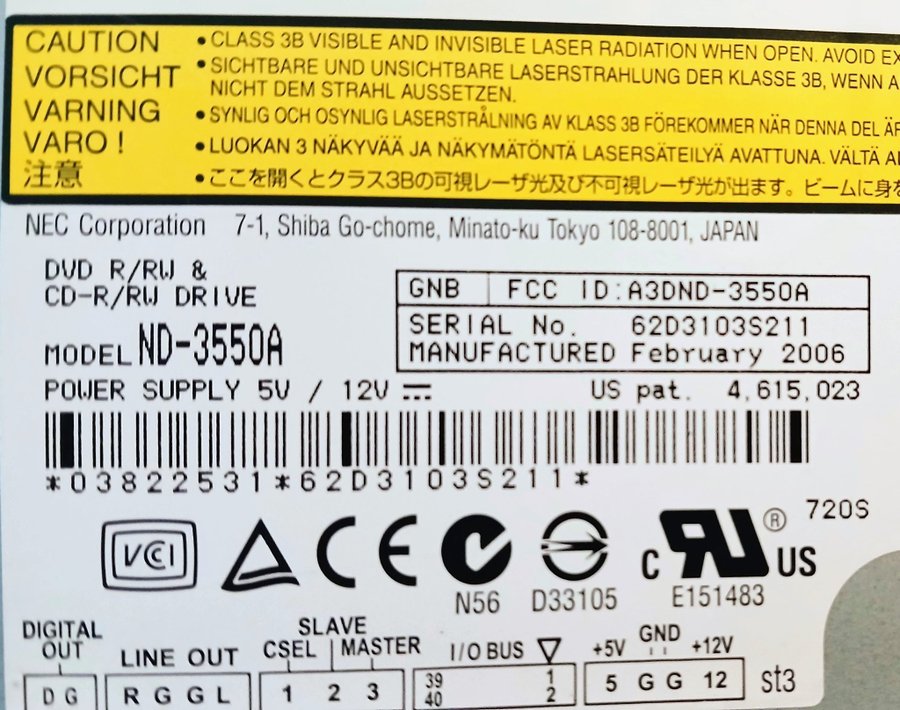 CAUTION • CLASS 3B VISIBLE AND INVISIBLE LASER RADIATION WHEN OPEN. AVOID EX
VORSICHT • SICHTBARE UND UNSICHTBARE LASERSTRAHLUNG DER KLASSE 3B, WENN A
NICHT DEM STRAHL AUSSETZEN.
VARNING • SYNLIG OCH OSYNLIG LASERSTRÅLNING AV KLASS 3B FÖREKOMMER NÄR DENNA DEL ÄR
VARO ! • LUOKAN 3 NÄKYVÄÄ JA NÄKYMÄTÖNTÄ LASERSÄTEILYÄ AVATTUNA. VÄLTÄ AL
注意 • ここを開くとクラス3Bの可視レーザ光及び不可視レーザ光が出ます。ビームに身を
NEC Corporation 7-1, Shiba Go-chome, Minato-ku Tokyo 108-8001, JAPAN
DVD R/RW &
CD-R/RW DRIVE
MODEL ND-3550A
GNB FCC ID:A3DND-3550A
SERIAL No. 62D3103S211
MANUFACTURED February 2006
POWER SUPPLY 5V / 12V
US pat. 4,615,023
*03822531*62D3103S211*
720S
VCI
CE
N56
D33105
c RU ® US
E151483
DIGITAL
OUT
D G
LINE OUT
R G G L
SLAVE
CSEL MASTER
1 2 3
I/O BUS
39 1
40 2
GND
+5V +12V
5 G G 12
st3